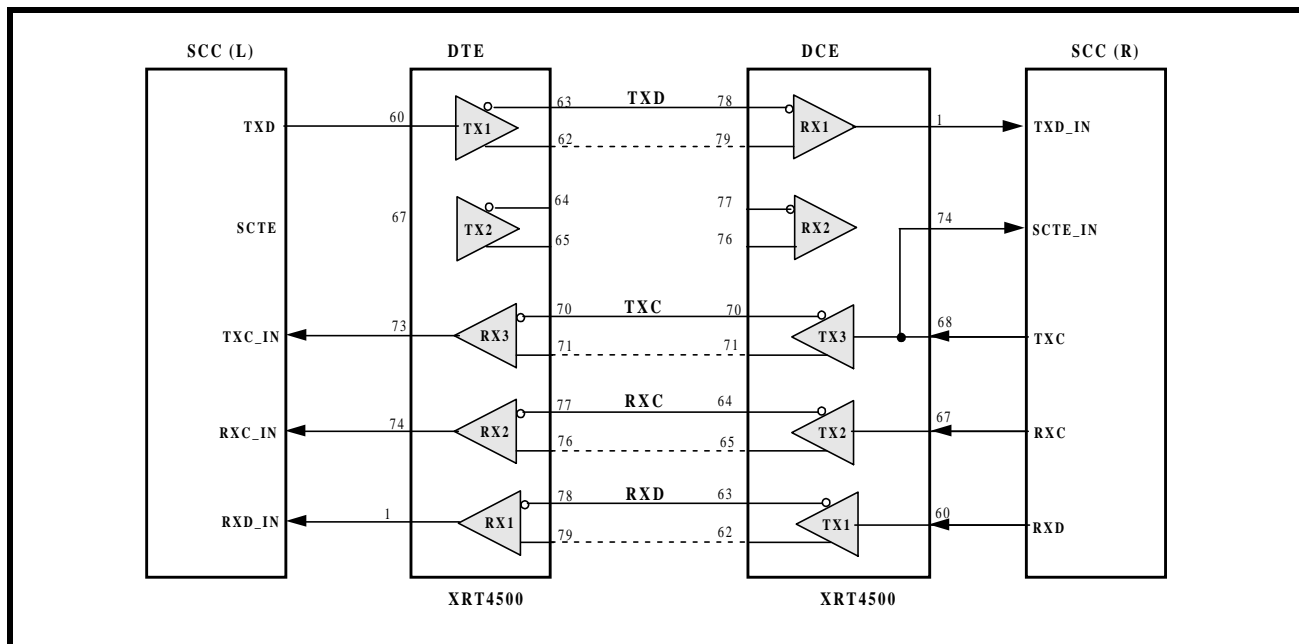 SCC (L) DTE DCE SCC (R)
63 TXD 78
TXD 60 TX1 RX1 1 TXD_IN
62 79
64 77 74
SCTE 67 TX2 RX2 SCTE_IN
65 76
70 TXC 70
TXC_IN 73 RX3 TX3 68 TXC
71 71
77 RXC 64
RXC_IN 74 RX2 TX2 67 RXC
76 65
78 RXD 63
RXD_IN 1 RX1 TX1 60 RXD
79 62
XRT4500 XRT4500